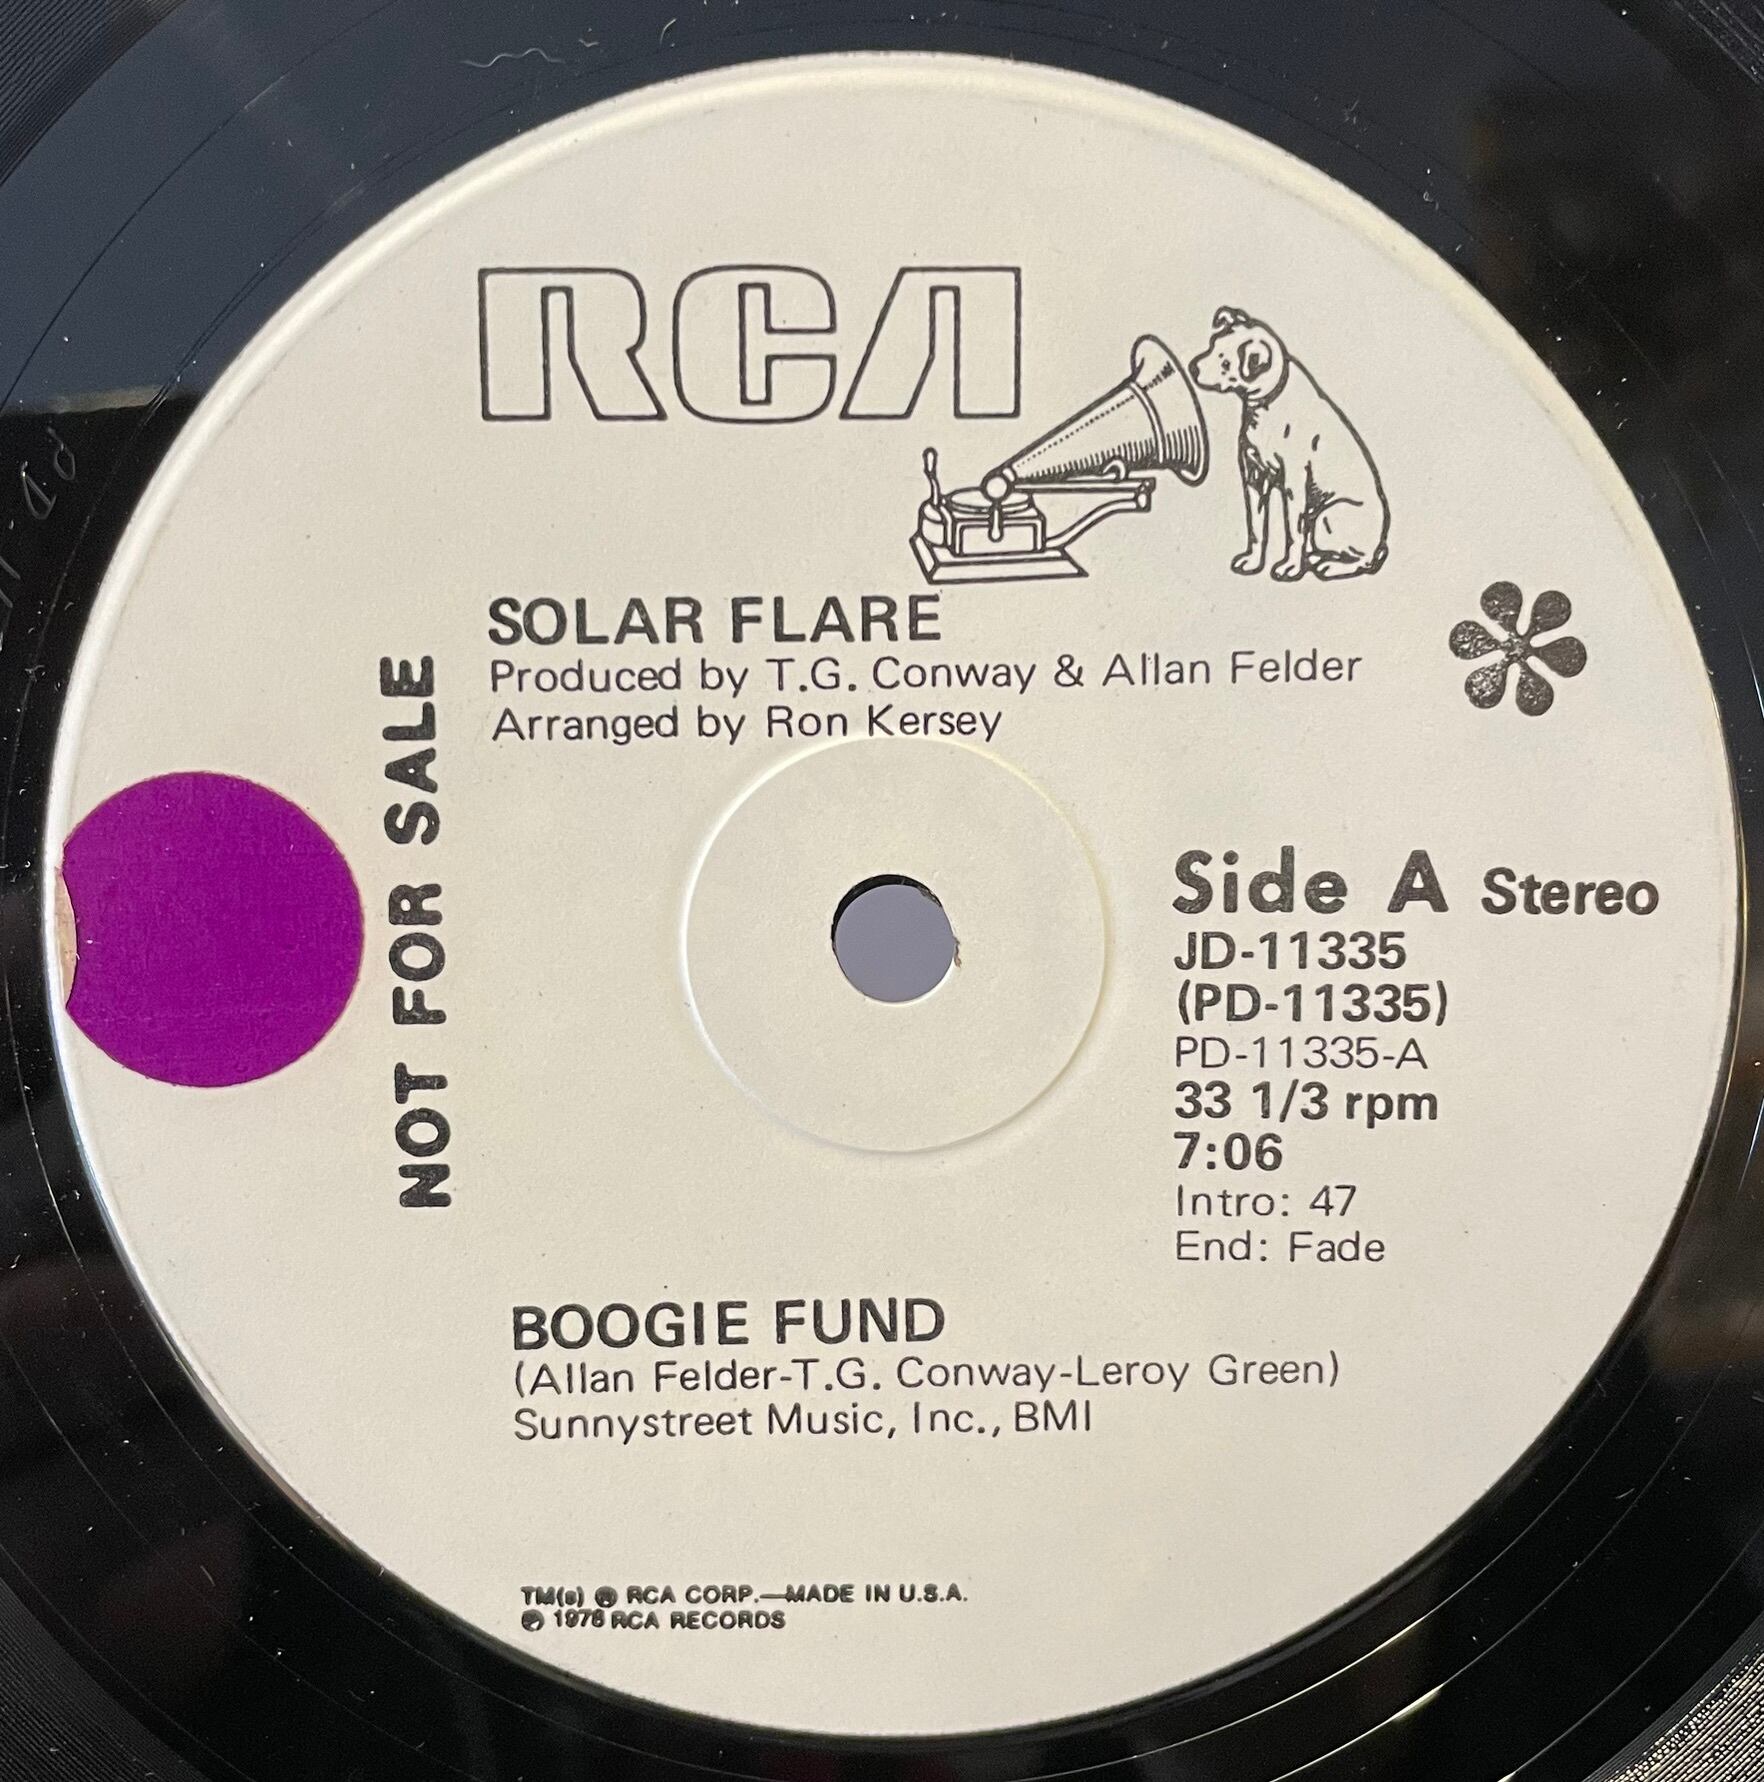 RCA
SOLAR FLARE
Produced by T.G. Conway & Allan Felder
Arranged by Ron Kersey
NOT FOR SALE
Side A Stereo
JD-11335
(PD-11335)
PD-11335-A
33 1/3 rpm
7:06
Intro: 47
End: Fade
BOOGIE FUND
(Allan Felder-T.G. Conway-Leroy Green)
Sunnystreet Music, Inc., BMI
TM(s) ® RCA CORP.—MADE IN U.S.A.
℗ 1978 RCA RECORDS